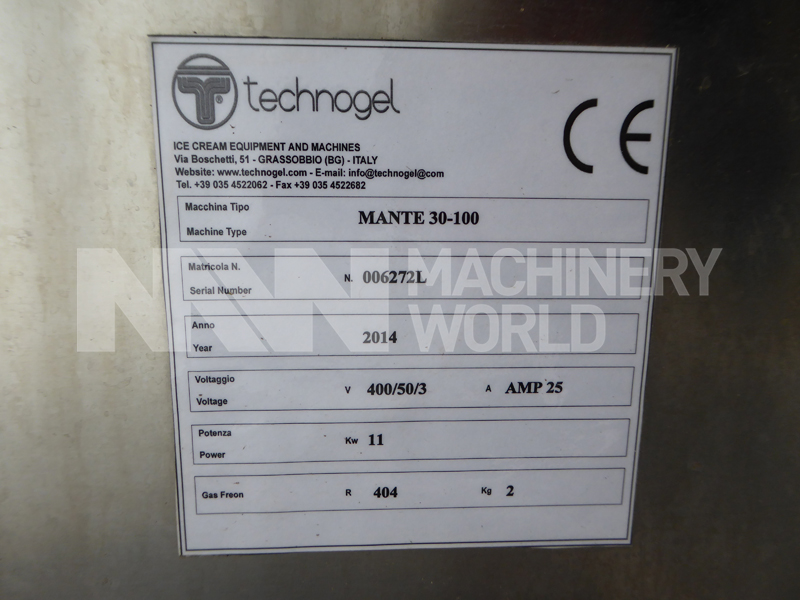 technogel
ICE CREAM EQUIPMENT AND MACHINES
Via Boschetti, 51 - GRASSOBBIO (BG) - ITALY
Website: www.technogel.com - E-mail: info@technogel@com
Tel. +39 035 4522062 - Fax +39 035 4522682
CE
Macchina Tipo
Machine Type
MANTE 30-100
Matricola N.
Serial Number
N. 006272L
Anno
Year
2014
Voltaggio
Voltage
V 400/50/3 A AMP 25
Potenza
Power
Kw 11
Gas Freon R 404 Kg 2
MACHINERY
WORLD